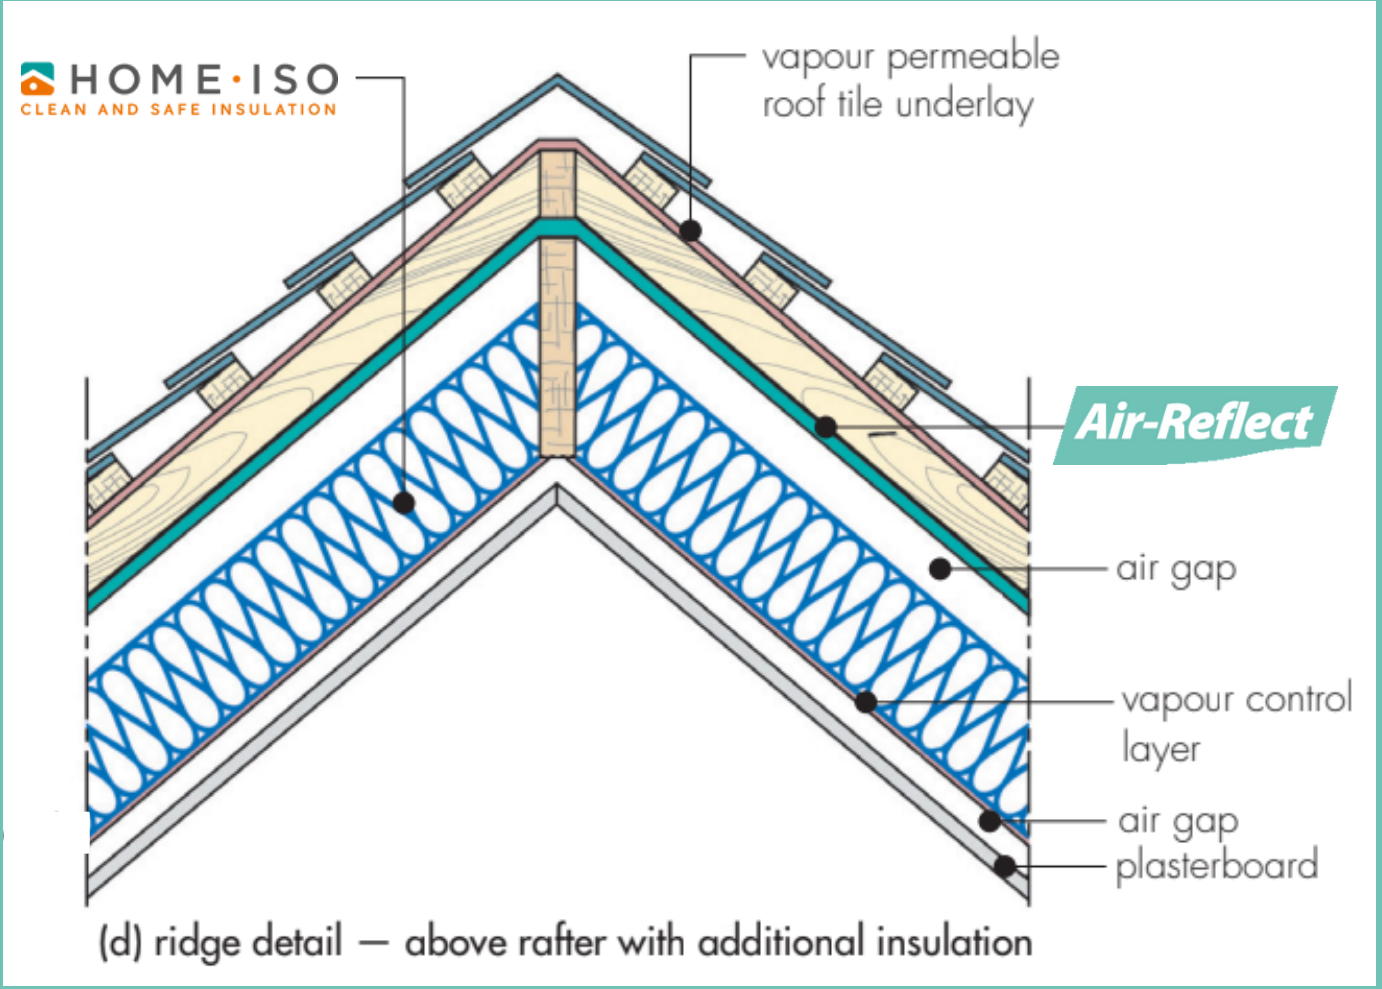 HOME·ISO
CLEAN AND SAFE INSULATION
vapour permeable
roof tile underlay
Air-Reflect
air gap
vapour control
layer
air gap
plasterboard
(d) ridge detail — above rafter with additional insulation